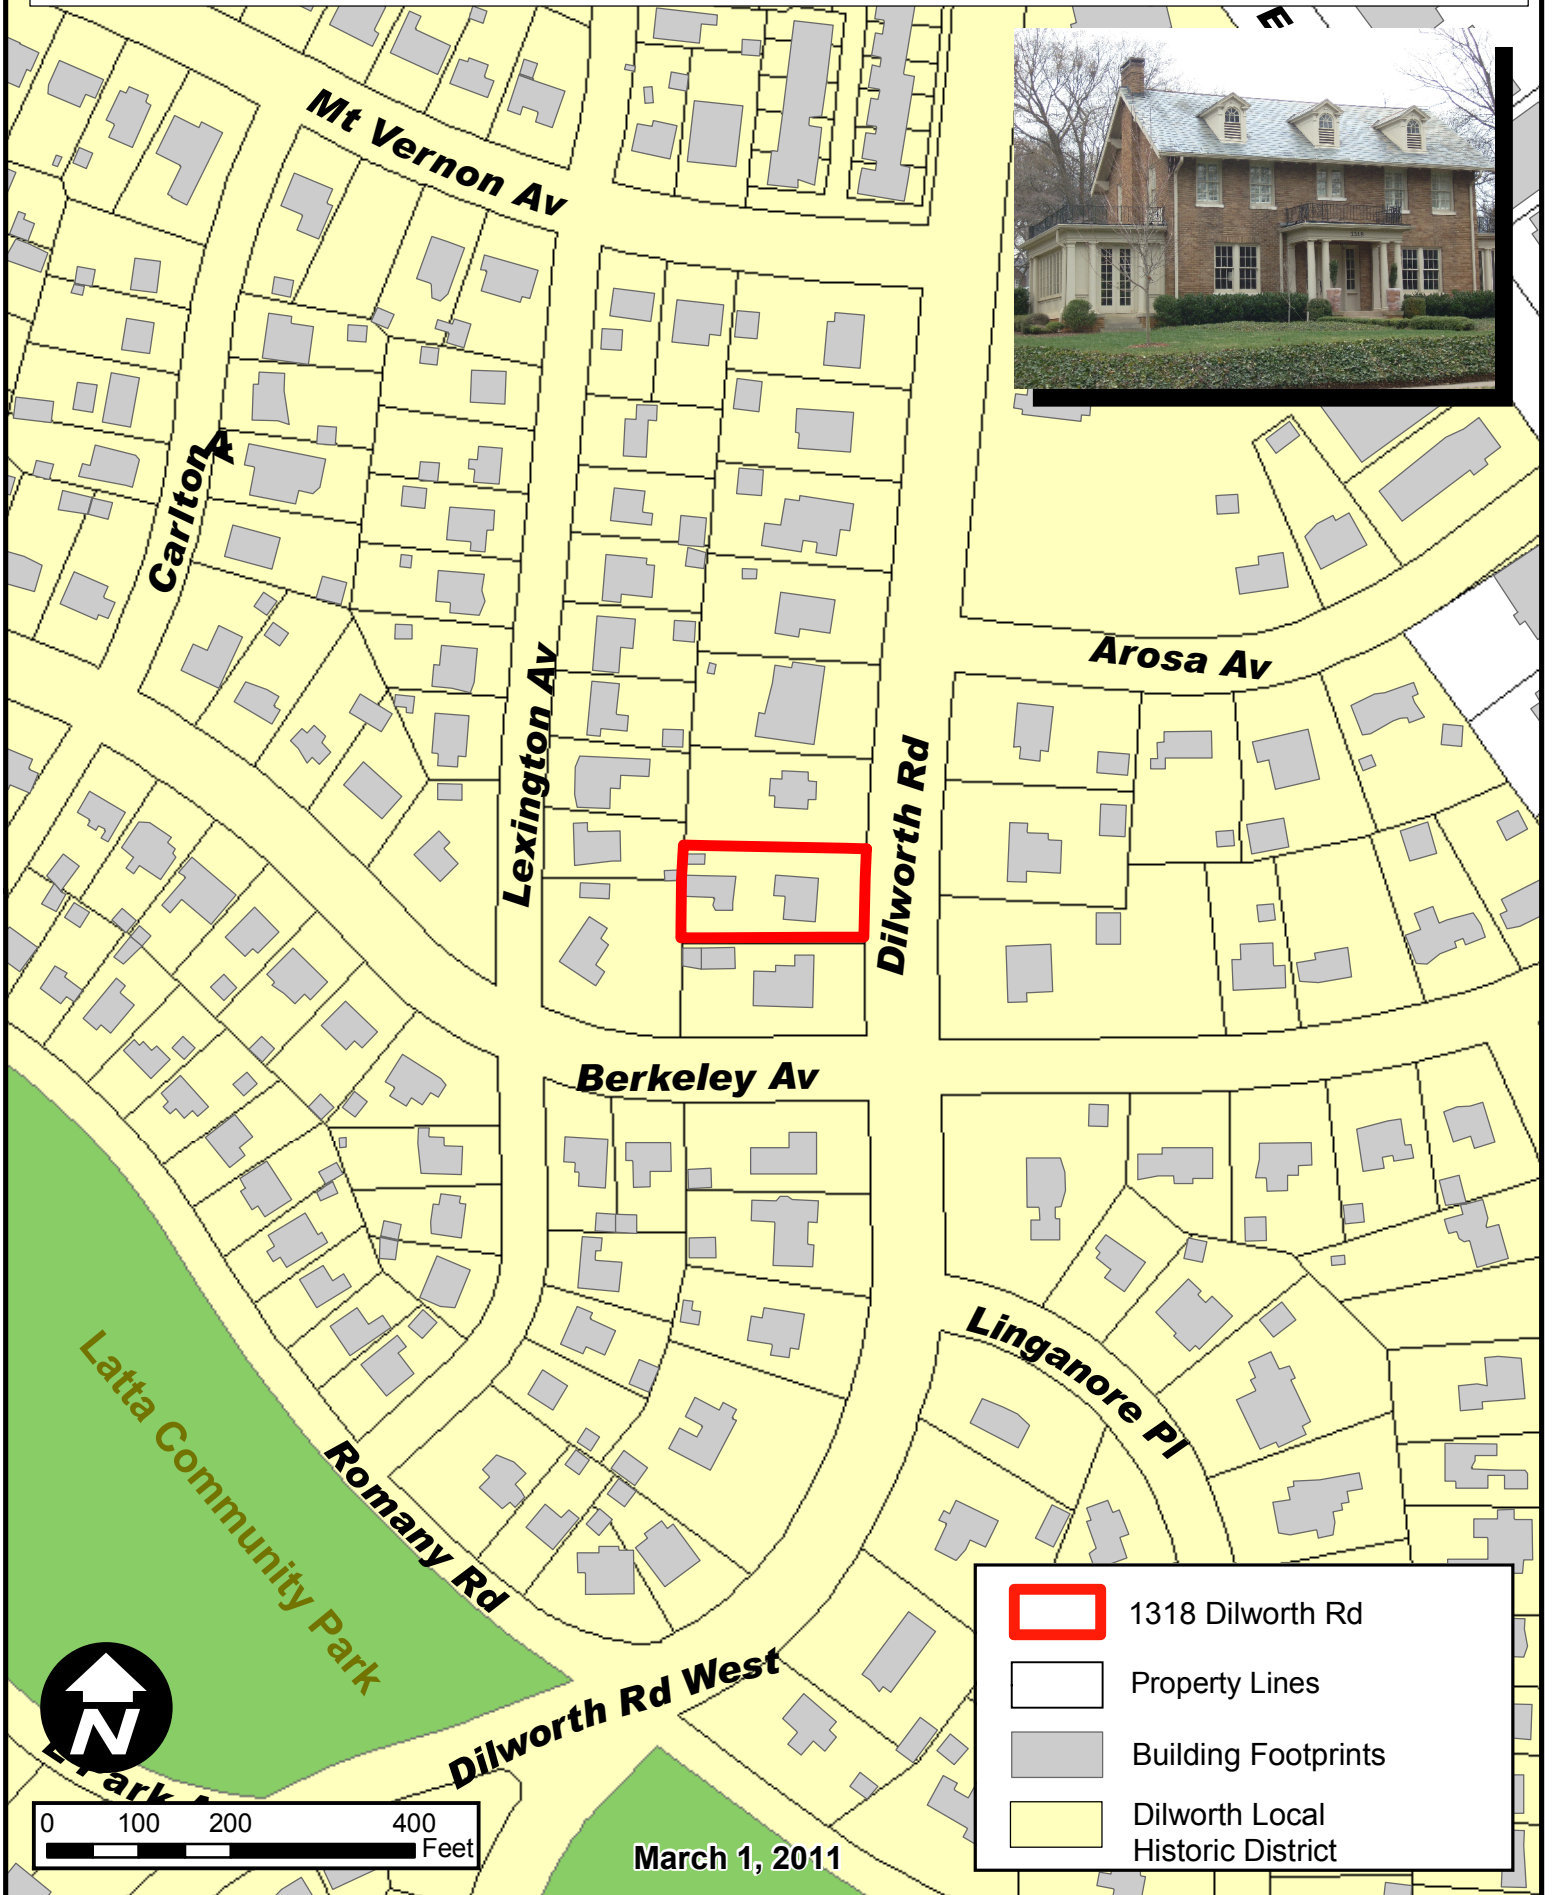 E
Mt Vernon Av
1318
Carlton A
Arosa Av
Lexington Av
Dilworth Rd
Berkeley Av
Linganore Pl
Latta Community Park
Romany Rd
Dilworth Rd West
N
E Park A
0 100 200 400
Feet
March 1, 2011
1318 Dilworth Rd
Property Lines
Building Footprints
Dilworth Local
Historic District